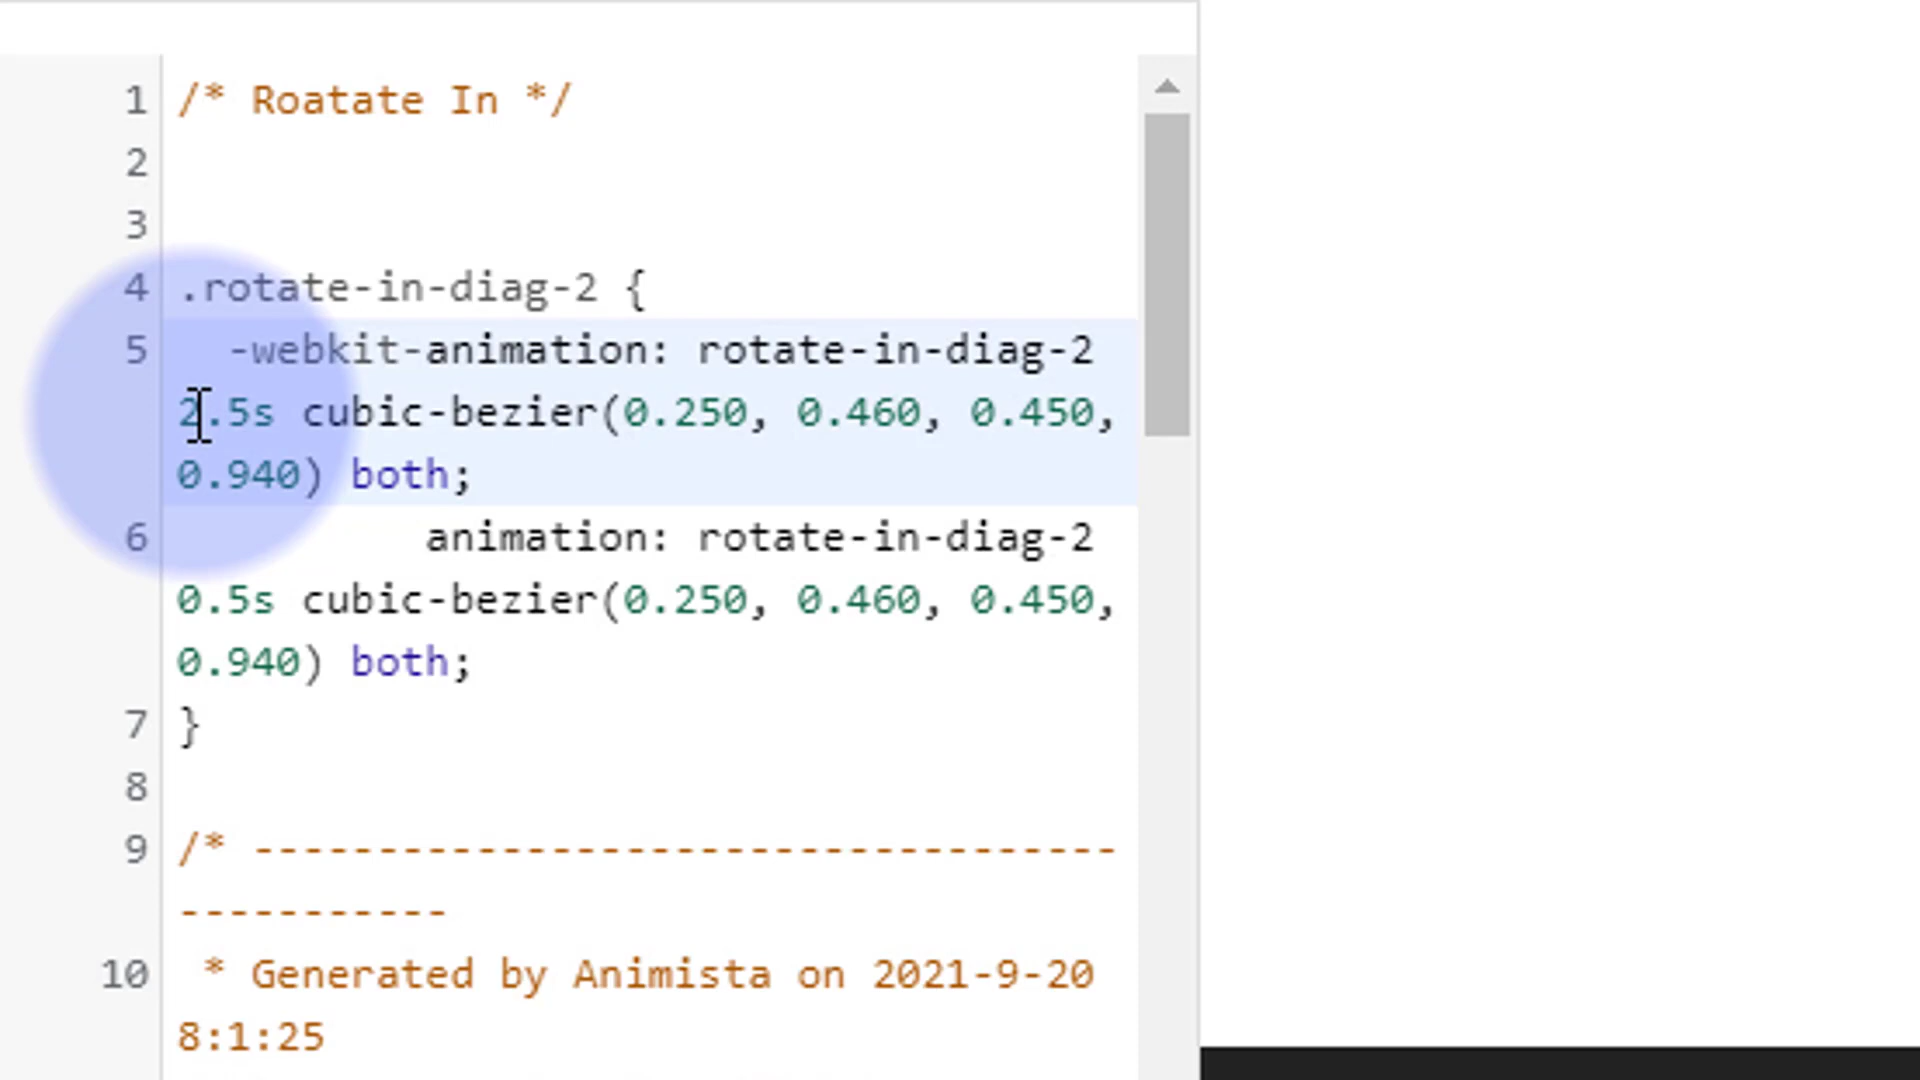 1 /* Roatate In */
2
3
4 .rotate-in-diag-2 {
5 -webkit-animation: rotate-in-diag-2
2.5s cubic-bezier(0.250, 0.460, 0.450,
0.940) both;
6 animation: rotate-in-diag-2
0.5s cubic-bezier(0.250, 0.460, 0.450,
0.940) both;
7 }
8
9 /* -----------------------------------
-----------
10 * Generated by Animista on 2021-9-20
8:1:25